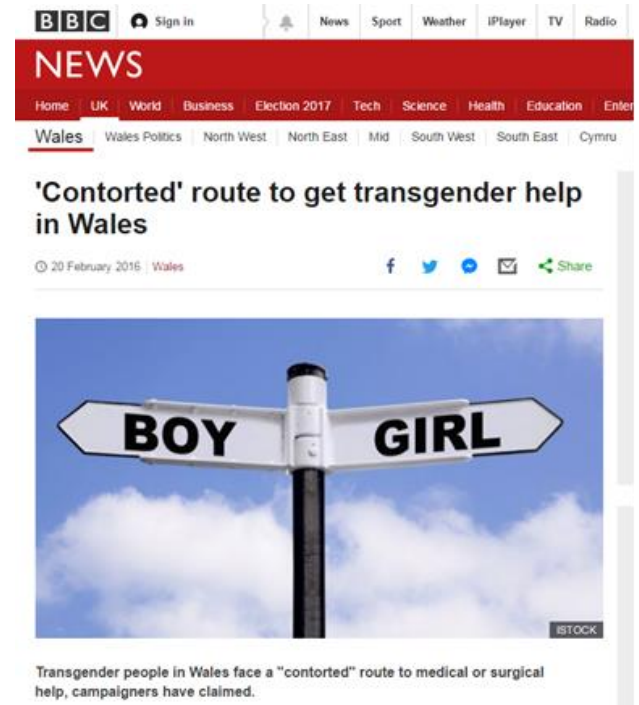 BBC Sign in News Sport Weather iPlayer TV Radio
NEWS
Home UK World Business Election 2017 Tech Science Health Education
Wales Wales Politics North West North East Mid South West South East Cymru
'Contorted' route to get transgender help
in Wales
20 February 2016 Wales Share
BOY GIRL
ISTOCK
Transgender people in Wales face a "contorted" route to medical or surgical
help, campaigners have claimed.